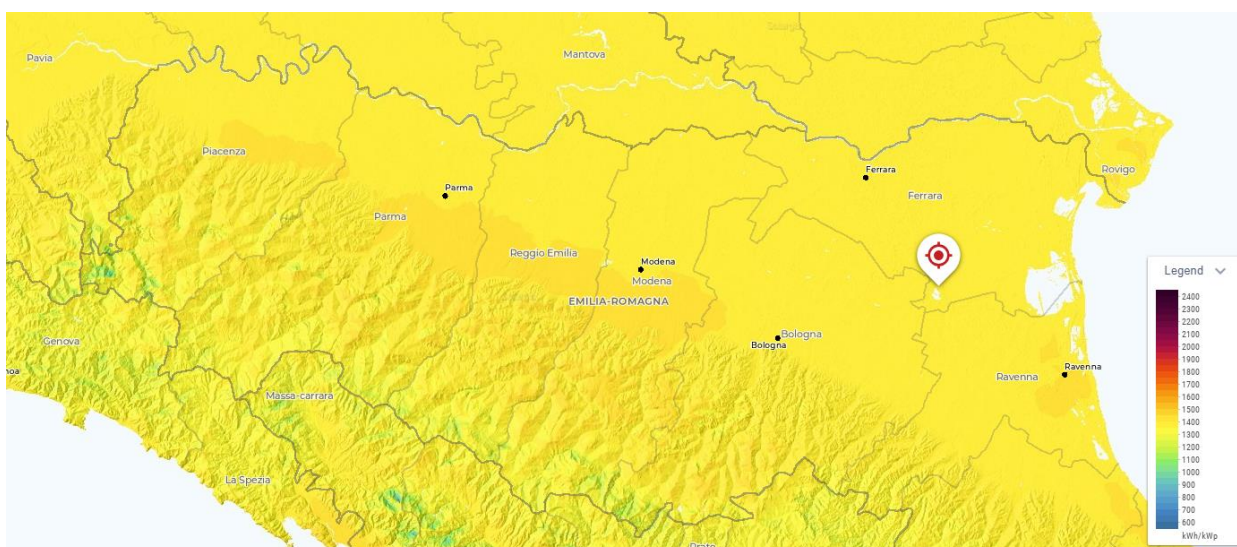 Pavia
Mantova
Piacenza
Parma
Parma
Reggio Emilia
Modena
Modena
EMILIA-ROMAGNA
Ferrara
Ferrara
Rovigo
Genova
Bologna
Bologna
Ravenna
Ravenna
Massa-carrara
La Spezia
Prato
noa
Legend
2400
2300
2200
2100
2000
1900
1800
1700
1600
1500
1400
1300
1200
1100
1000
900
800
700
600
kWh/kWp